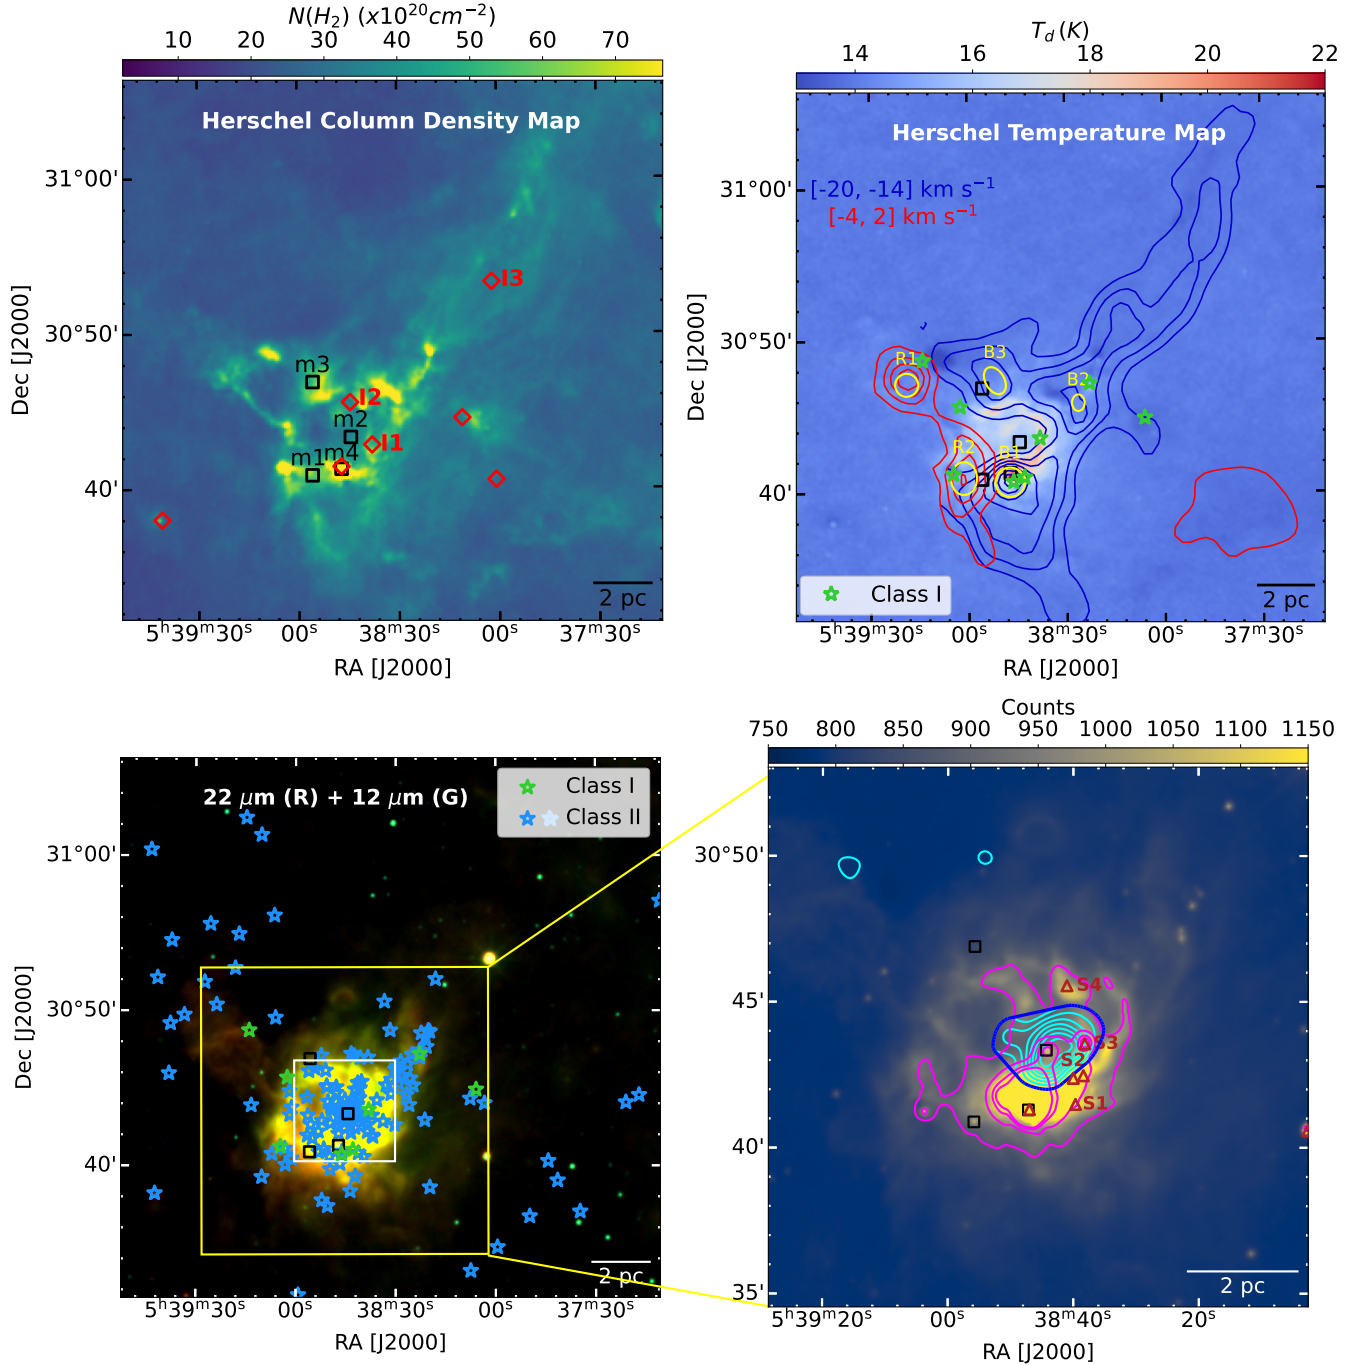 N(H₂) (x10²⁰cm⁻²)
10 20 30 40 50 60 70
Herschel Column Density Map
31°00'
30°50'
40'
Dec [J2000]
I3
m3
I2
m2
I1
m1
m4
2 pc
5ʰ39ᵐ30ˢ 00ˢ 38ᵐ30ˢ 00ˢ 37ᵐ30ˢ
RA [J2000]
T_d (K)
14 16 18 20 22
Herschel Temperature Map
[-20, -14] km s⁻¹
[-4, 2] km s⁻¹
31°00'
30°50'
40'
Dec [J2000]
R1
B3
B2
R2
B1
Class I
2 pc
5ʰ39ᵐ30ˢ 00ˢ 38ᵐ30ˢ 00ˢ 37ᵐ30ˢ
RA [J2000]
22 μm (R) + 12 μm (G)
Class I
Class II
31°00'
30°50'
40'
Dec [J2000]
2 pc
5ʰ39ᵐ30ˢ 00ˢ 38ᵐ30ˢ 00ˢ 37ᵐ30ˢ
RA [J2000]
Counts
750 800 850 900 950 1000 1050 1100 1150
30°50'
45'
40'
35'
S4
S3
S2
S1
2 pc
5ʰ39ᵐ20ˢ 00ˢ 38ᵐ40ˢ 20ˢ
RA [J2000]